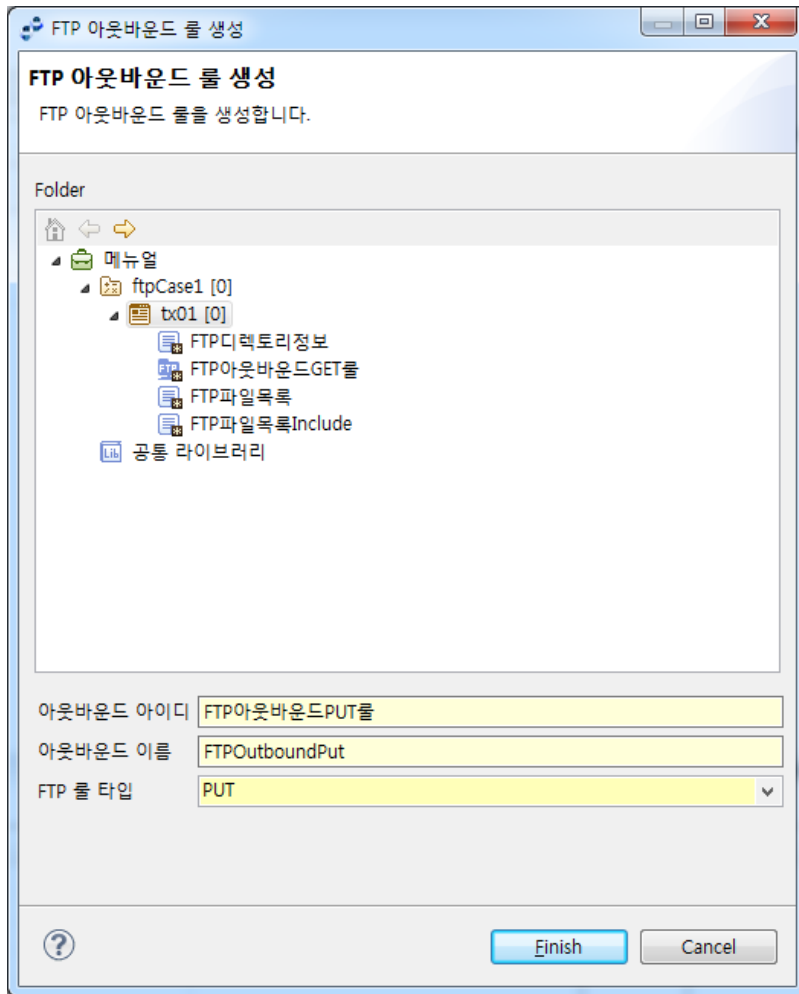 FTP 아웃바운드 룰 생성
FTP 아웃바운드 룰 생성
FTP 아웃바운드 룰을 생성합니다.
Folder
메뉴얼
ftpCase1 [0]
tx01 [0]
FTP디렉토리정보
FTP아웃바운드GET룰
FTP파일목록
FTP파일목록Include
Lib 공통 라이브러리
아웃바운드 아이디 FTP아웃바운드PUT룰
아웃바운드 이름 FTPOutboundPut
FTP 룰 타입 PUT
Finish Cancel